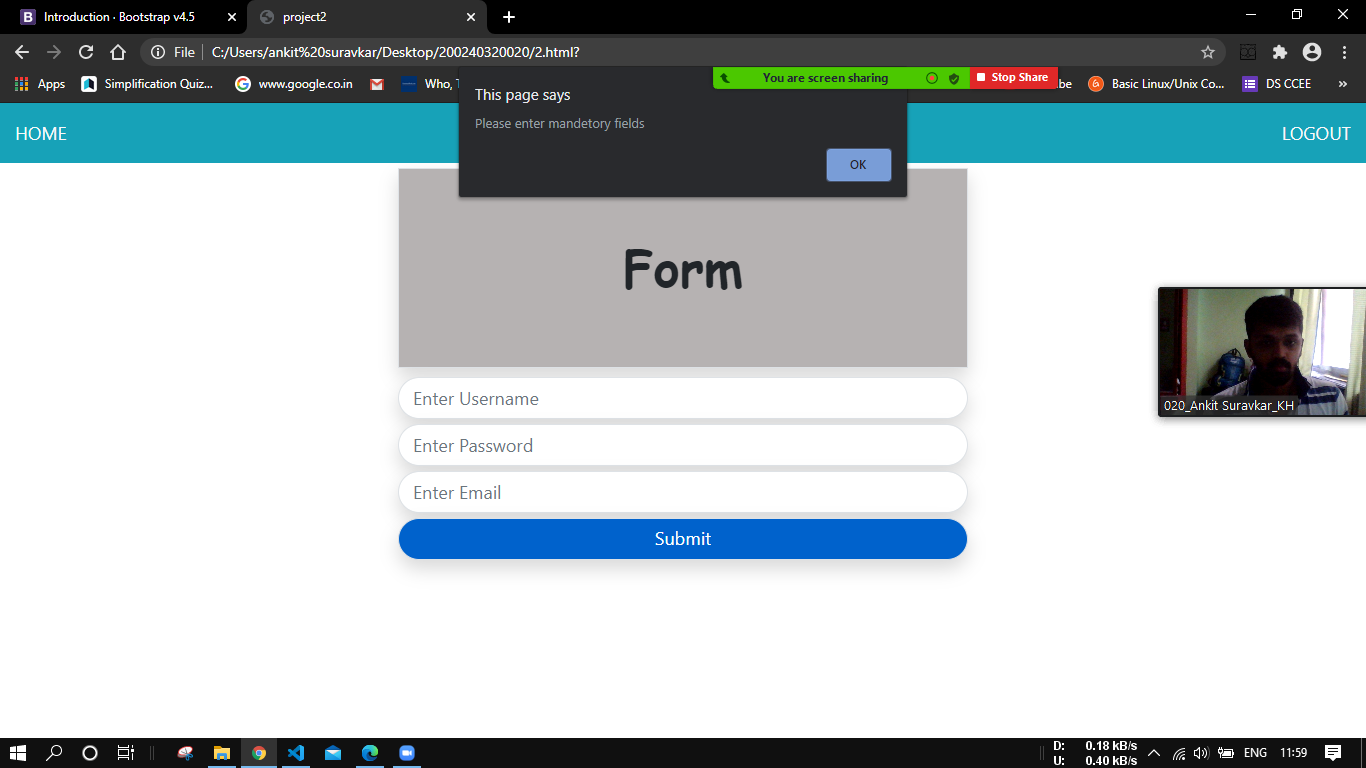 Introduction · Bootstrap v4.5
project2
File
C:/Users/ankit%20suravkar/Desktop/200240320020/2.html?
Apps
Simplification Quiz...
www.google.co.in
Who, T
be
Basic Linux/Unix Co...
DS CCEE
You are screen sharing
Stop Share
This page says
Please enter mandetory fields
OK
HOME
LOGOUT
Form
Enter Username
Enter Password
Enter Email
Submit
020_Ankit Suravkar_KH
D: 0.18 kB/s
U: 0.40 kB/s
ENG
11:59